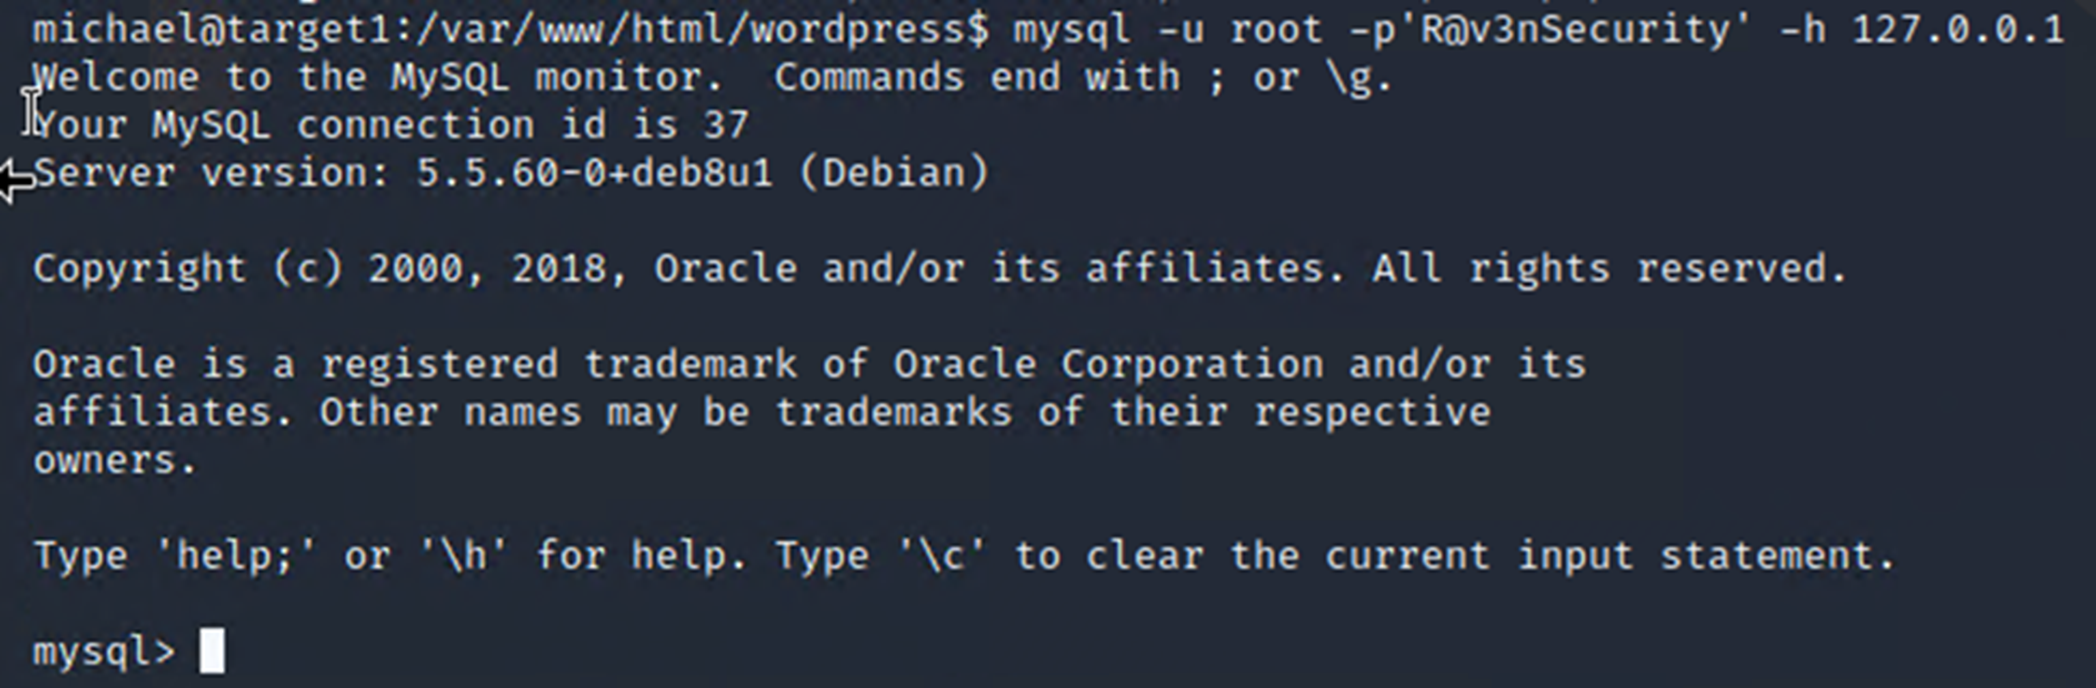 michael@target1:/var/www/html/wordpress$ mysql -u root -p'R@v3nSecurity' -h 127.0.0.1
Welcome to the MySQL monitor.  Commands end with ; or \g.
Your MySQL connection id is 37
Server version: 5.5.60-0+deb8u1 (Debian)
Copyright (c) 2000, 2018, Oracle and/or its affiliates. All rights reserved.
Oracle is a registered trademark of Oracle Corporation and/or its
affiliates. Other names may be trademarks of their respective
owners.
Type 'help;' or '\h' for help. Type '\c' to clear the current input statement.
mysql>